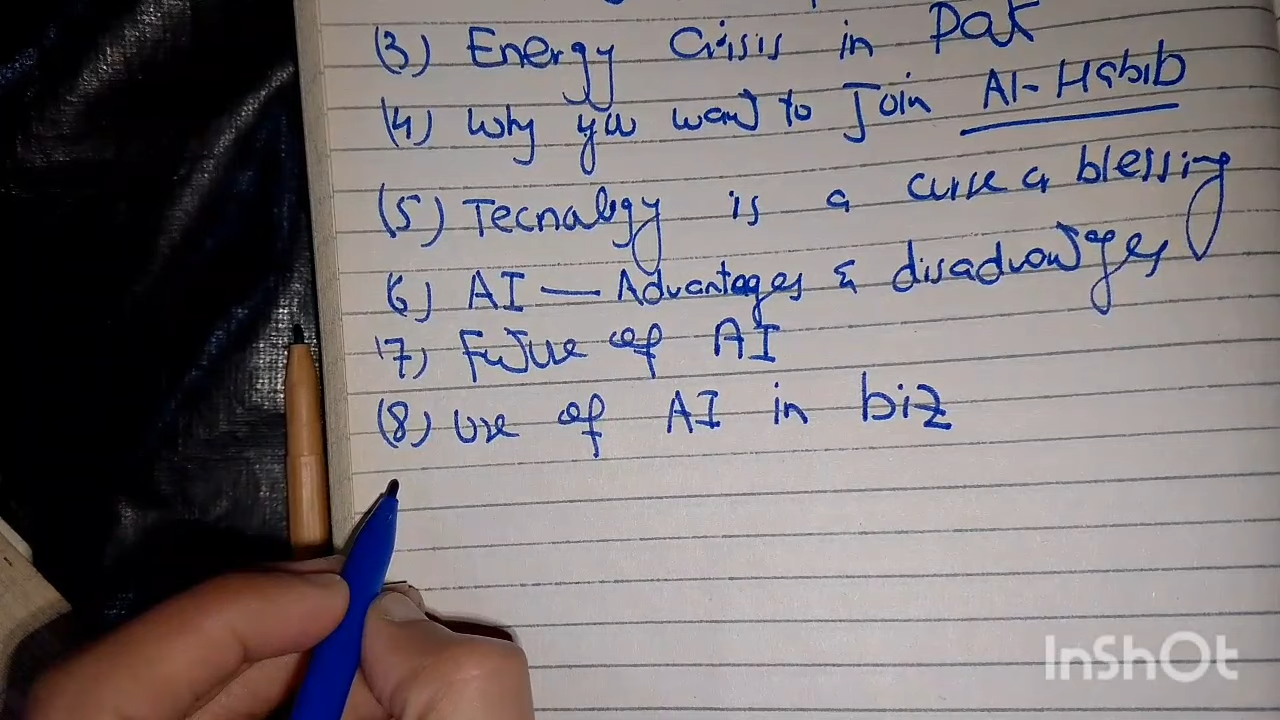 (3) Energy Crisis in Pak
(4) Why you want to Join Al-Habib
(5) Tecnalogy is a curse or blessing
(6) AI — Advantages & disadvantages
(7) Future of AI
(8) Use of AI in biz
InShOt